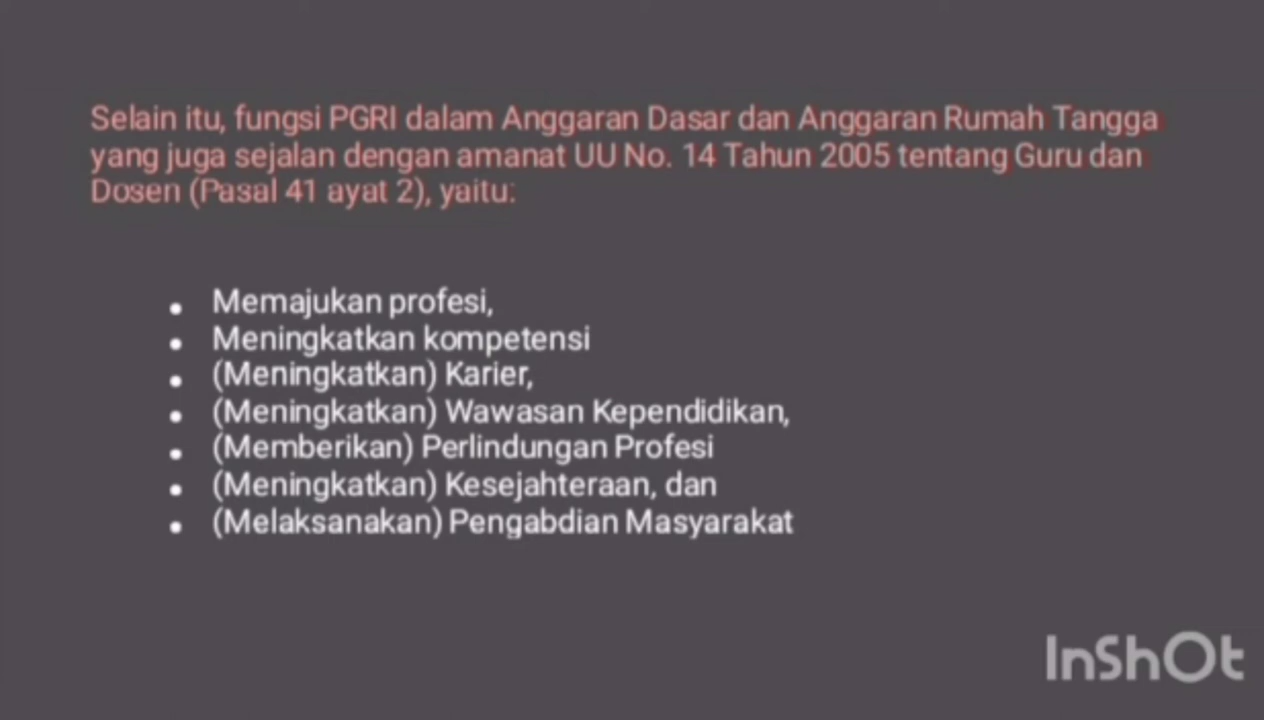 Selain itu, fungsi PGRI dalam Anggaran Dasar dan Anggaran Rumah Tangga
yang juga sejalan dengan amanat UU No. 14 Tahun 2005 tentang Guru dan
Dosen (Pasal 41 ayat 2), yaitu:
• Memajukan profesi,
• Meningkatkan kompetensi
• (Meningkatkan) Karier,
• (Meningkatkan) Wawasan Kependidikan,
• (Memberikan) Perlindungan Profesi
• (Meningkatkan) Kesejahteraan, dan
• (Melaksanakan) Pengabdian Masyarakat
InShOt